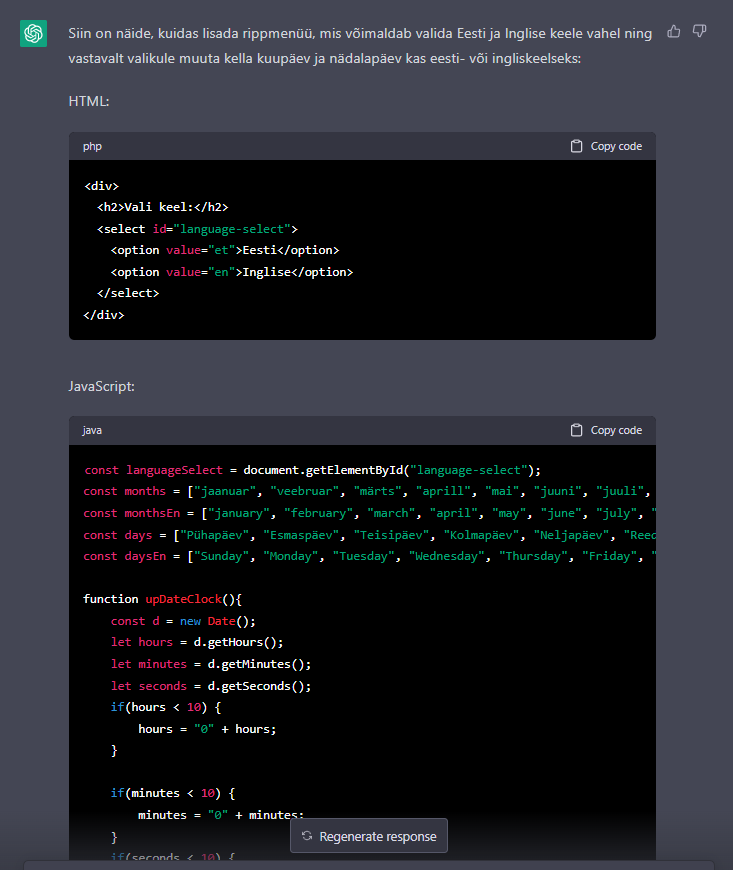 Siin on näide, kuidas lisada rippmenüü, mis võimaldab valida Eesti ja Inglise keele vahel ning
vastavalt valikule muuta kella kuupäev ja nädalapäev kas eesti- või ingliskeelseks:
HTML:
php Copy code
<div>
  <h2>Vali keel:</h2>
  <select id="language-select">
    <option value="et">Eesti</option>
    <option value="en">Inglise</option>
  </select>
</div>
JavaScript:
java Copy code
const languageSelect = document.getElementById("language-select");
const months = ["jaanuar", "veebruar", "märts", "aprill", "mai", "juuni", "juuli",
const monthsEn = ["january", "february", "march", "april", "may", "june", "july", "
const days = ["Pühapäev", "Esmaspäev", "Teisipäev", "Kolmapäev", "Neljapäev", "Reed
const daysEn = ["Sunday", "Monday", "Tuesday", "Wednesday", "Thursday", "Friday", "
function upDateClock(){
    const d = new Date();
    let hours = d.getHours();
    let minutes = d.getMinutes();
    let seconds = d.getSeconds();
    if(hours < 10) {
        hours = "0" + hours;
    }
    if(minutes < 10) {
        minutes = "0" + minutes;
    }
Regenerate response
    if(seconds < 10) {